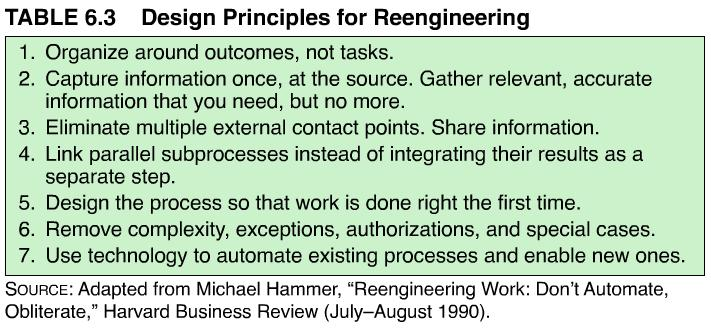 TABLE 6.3 Design Principles for Reengineering
1. Organize around outcomes, not tasks.
2. Capture information once, at the source. Gather relevant, accurate
information that you need, but no more.
3. Eliminate multiple external contact points. Share information.
4. Link parallel subprocesses instead of integrating their results as a
separate step.
5. Design the process so that work is done right the first time.
6. Remove complexity, exceptions, authorizations, and special cases.
7. Use technology to automate existing processes and enable new ones.
SOURCE: Adapted from Michael Hammer, “Reengineering Work: Don’t Automate,
Obliterate,” Harvard Business Review (July–August 1990).